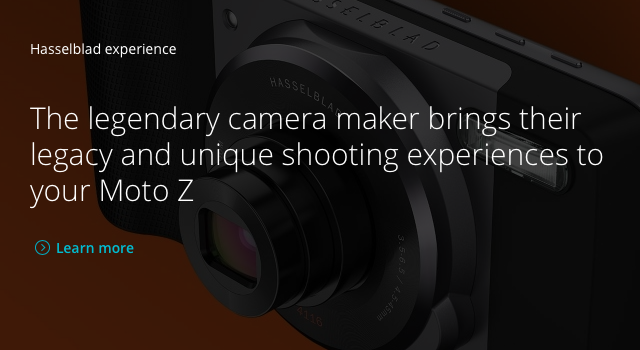 HASSELBLAD
Hasselblad experience
HASSELBLAD
The legendary camera maker brings their
legacy and unique shooting experiences to
your Moto Z
Learn more